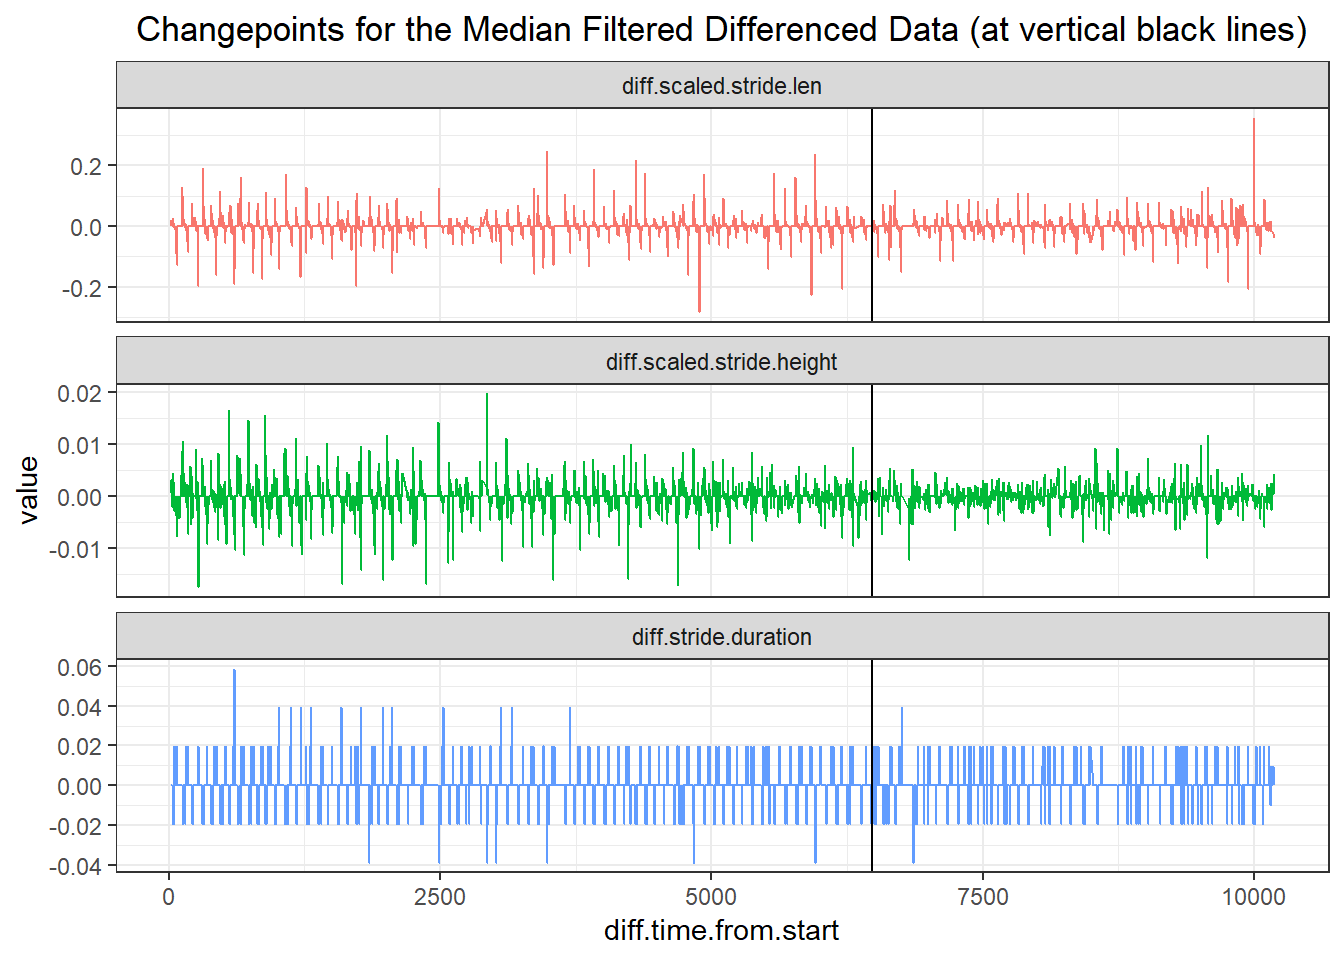 Changepoints for the Median Filtered Differenced Data (at vertical black lines)
diff.scaled.stride.len
0.2
0.0
-0.2
diff.scaled.stride.height
0.02
0.01
0.00
-0.01
value
diff.stride.duration
0.06
0.04
0.02
0.00
-0.02
-0.04
0 2500 5000 7500 10000
diff.time.from.start